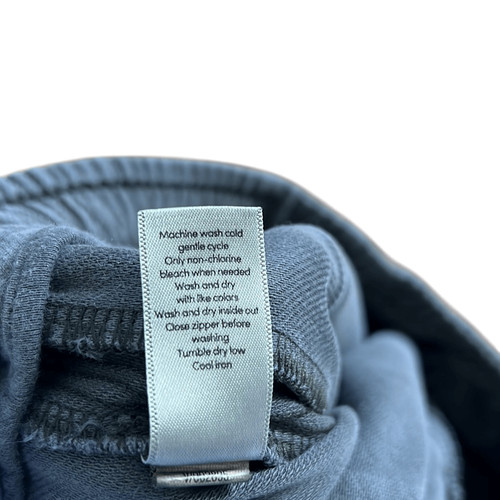 Machine wash cold
gentle cycle
Only non-chlorine
bleach when needed
Wash and dry
with like colors
Wash and dry inside out
Close zipper before
washing
Tumble dry low
Cool iron